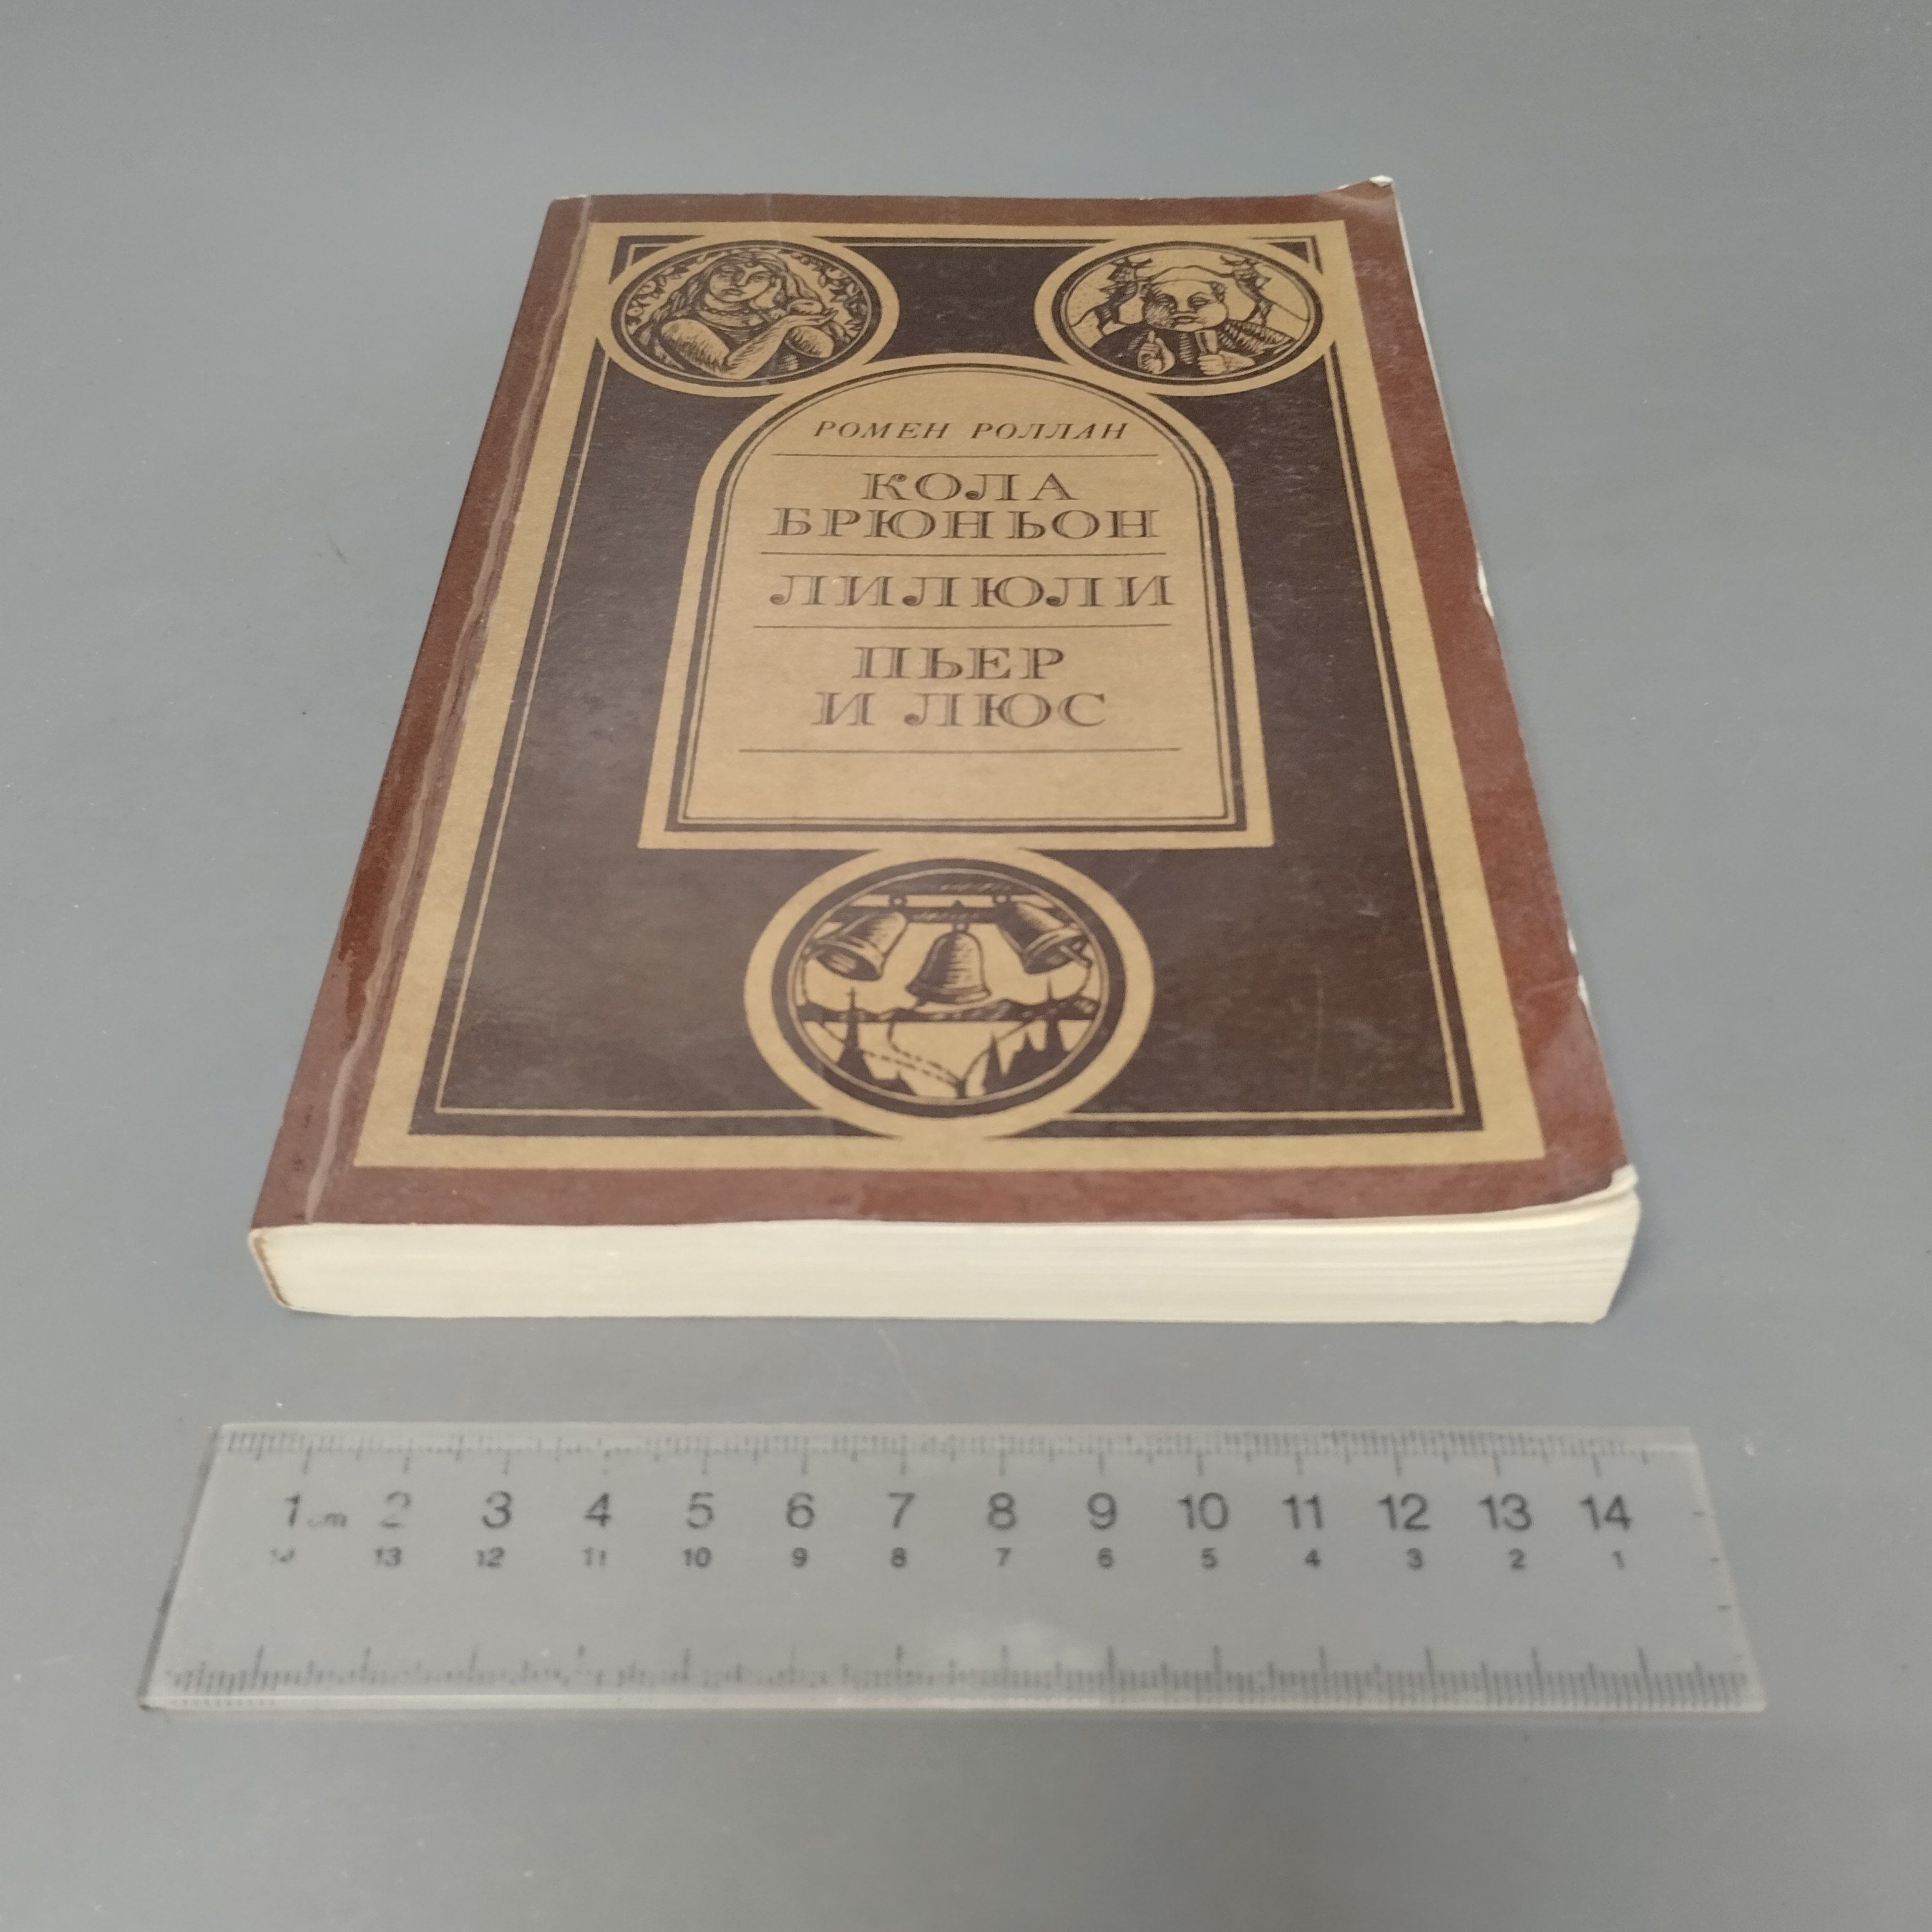 РОМЕН РОЛЛАН
КОЛА
БРЮНЬОН
ЛИЛЮЛИ
ПЬЕР
И ЛЮС
1 cm 2 3 4 5 6 7 8 9 10 11 12 13 14
14 13 12 11 10 9 8 7 6 5 4 3 2 1